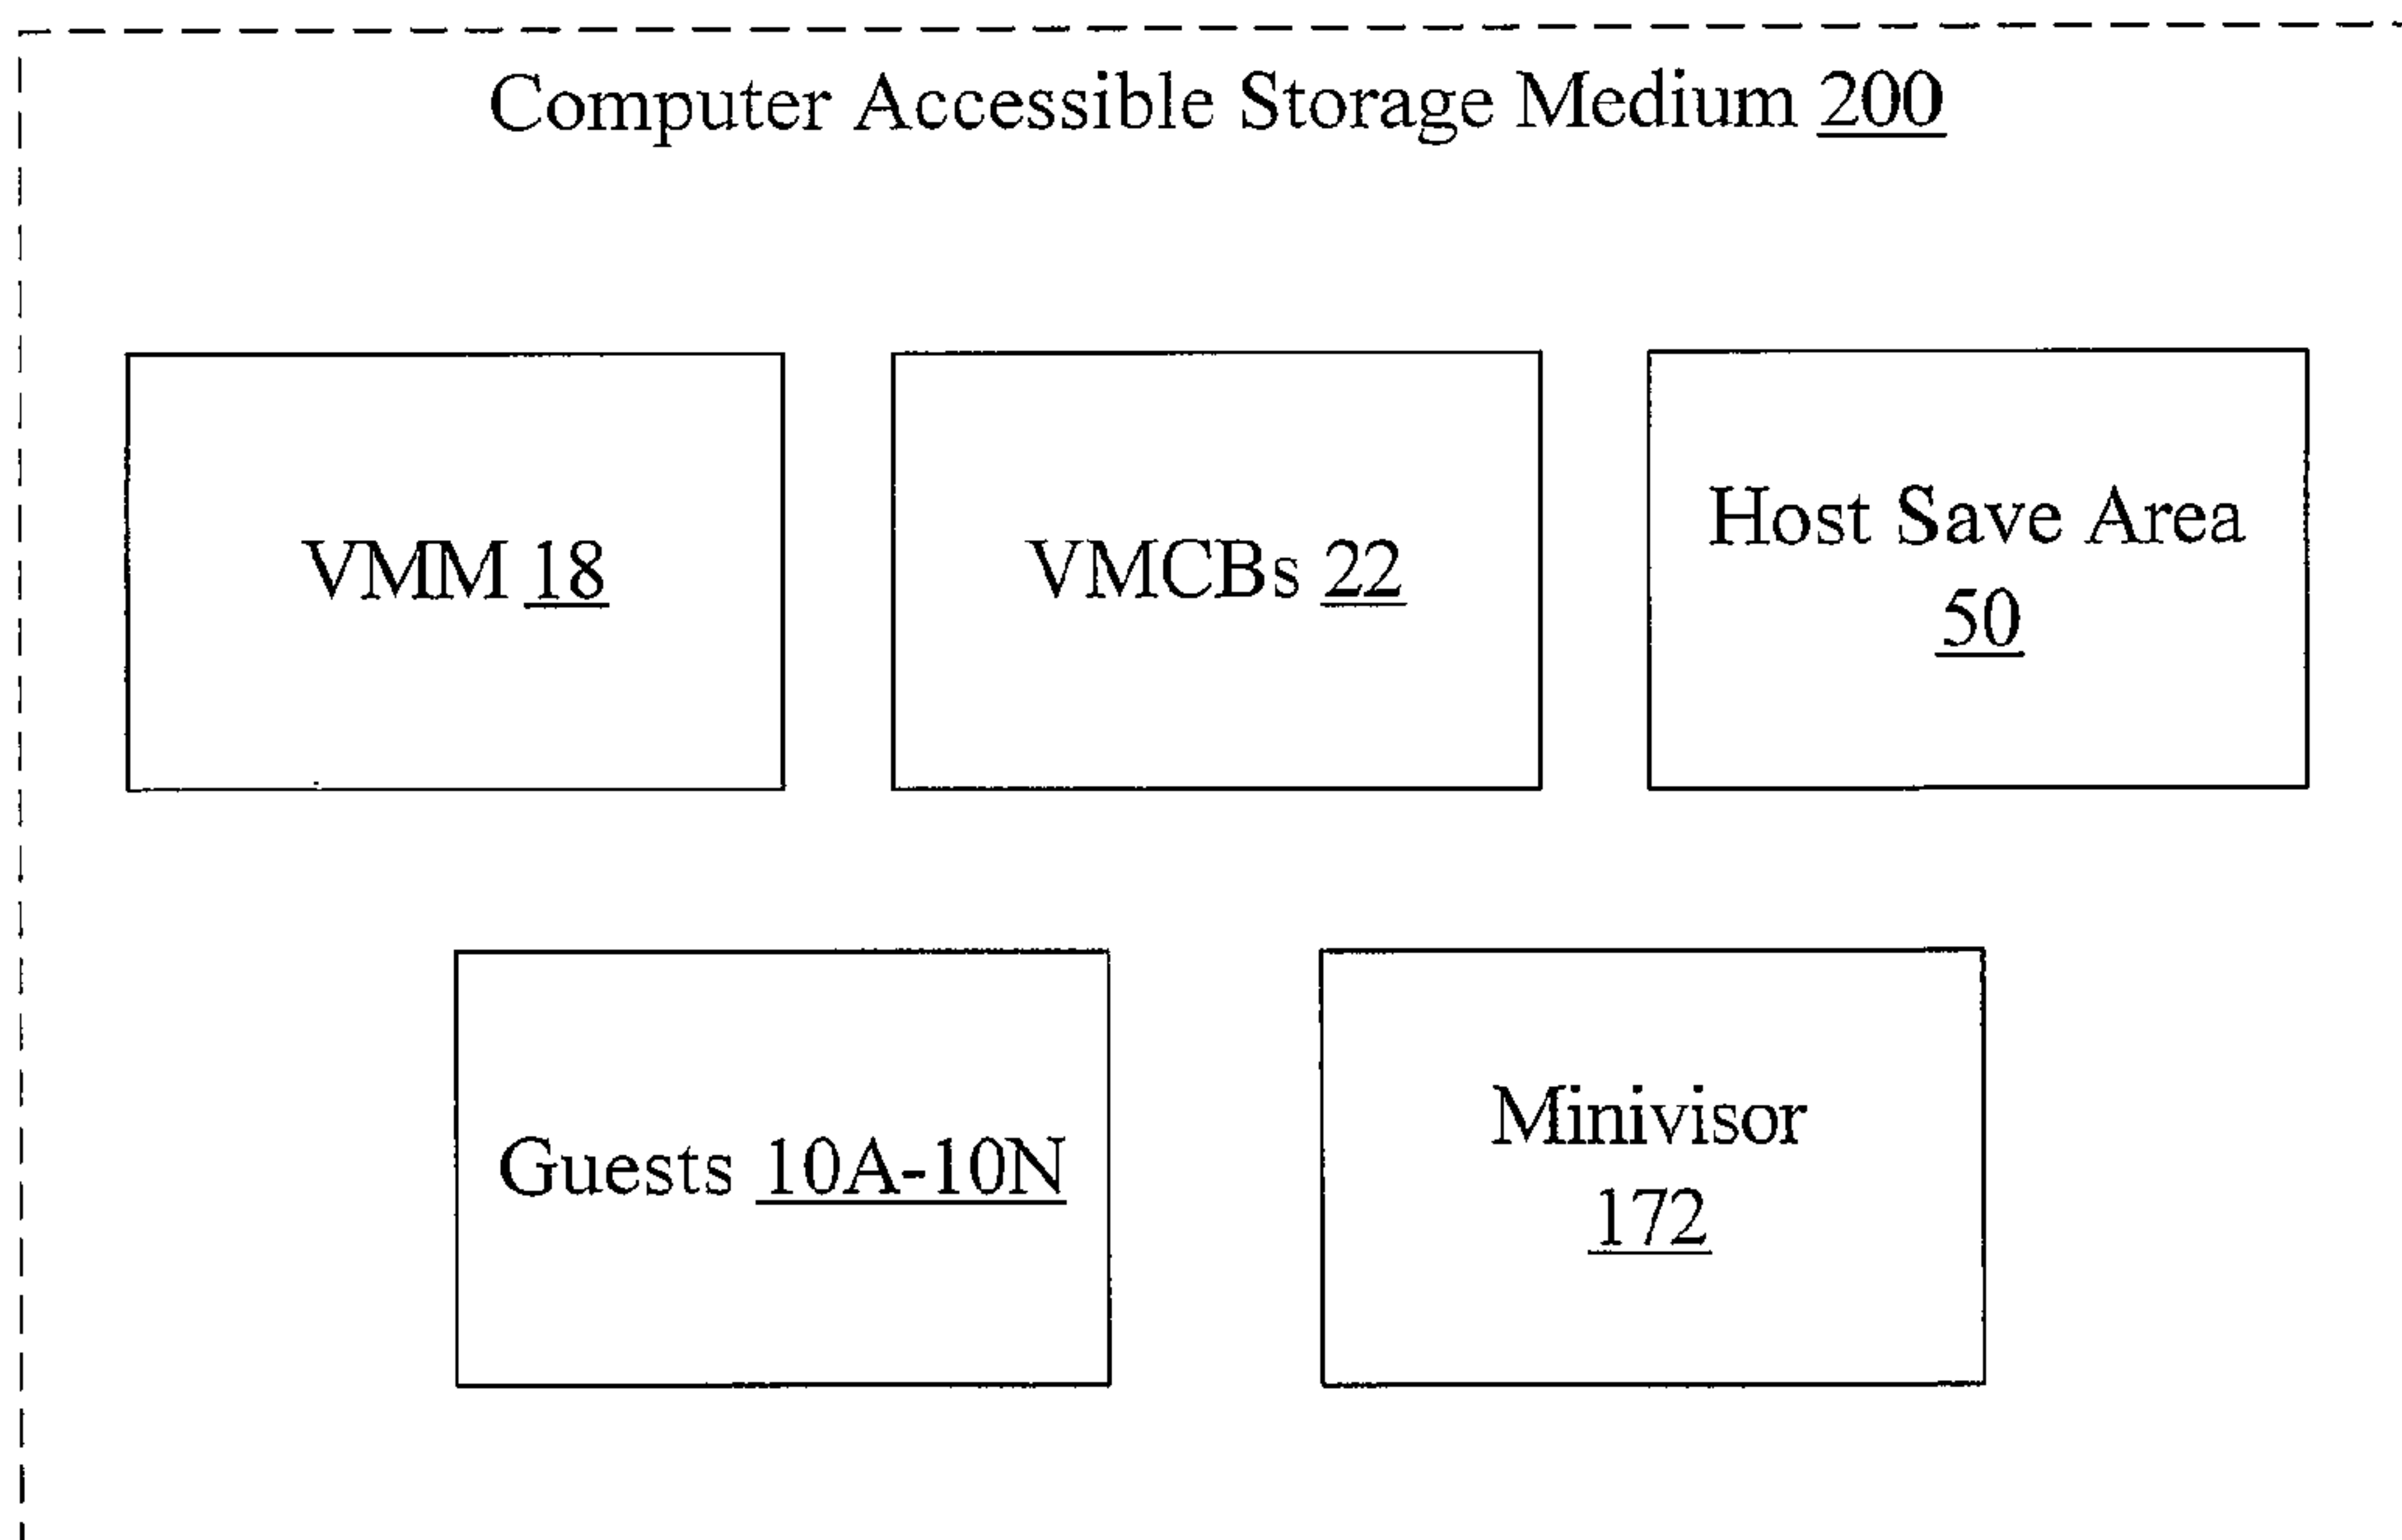 Computer Accessible Storage Medium 200
VMM 18
VMCBs 22
Host Save Area
50
Guests 10A-10N
Minivisor
172